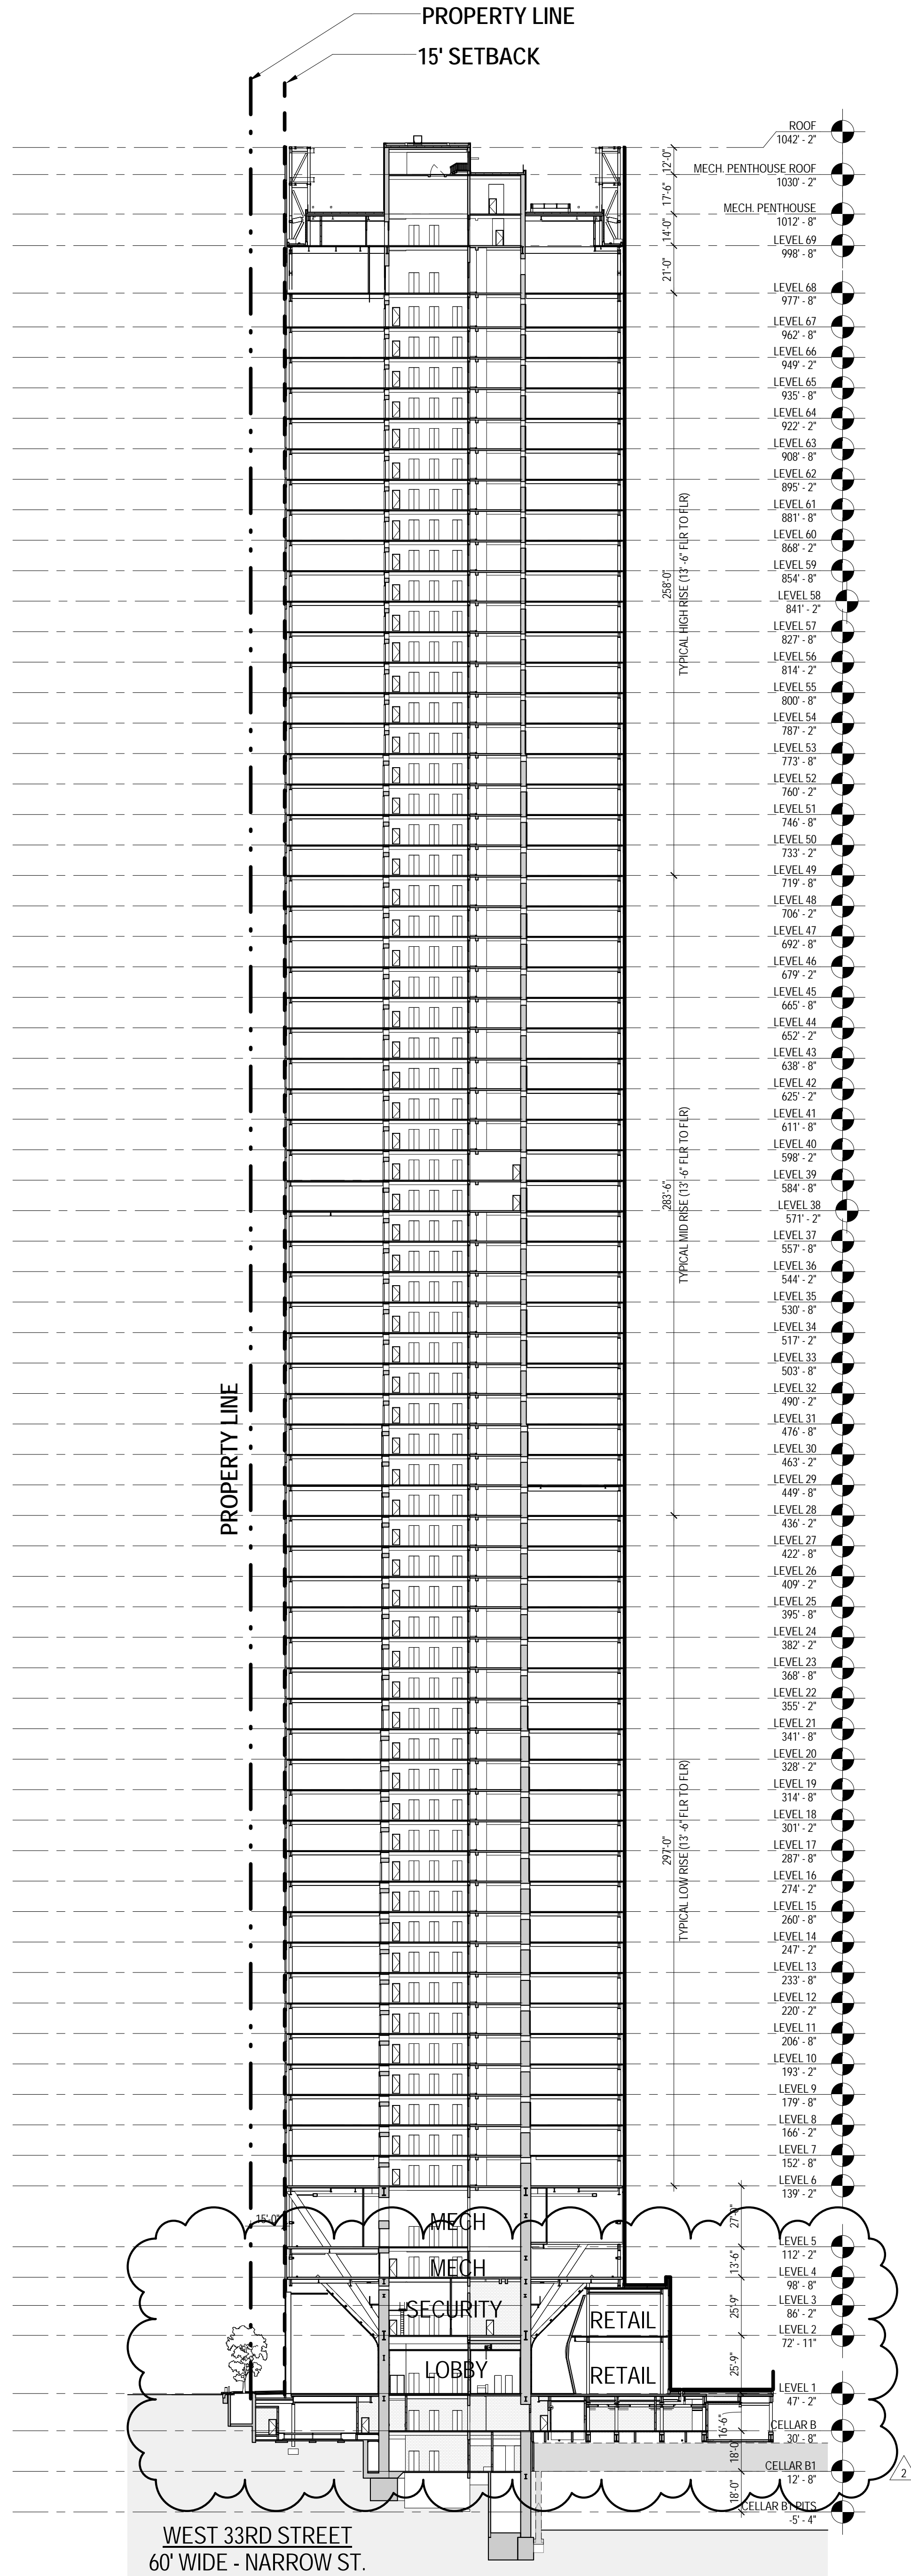 PROPERTY LINE
15' SETBACK
ROOF
1042' - 2"
12'-0"
MECH. PENTHOUSE ROOF
1030' - 2"
17'-6"
MECH. PENTHOUSE
1012' - 8"
14'-0"
LEVEL 69
998' - 8"
21'-0"
LEVEL 68
977' - 8"
LEVEL 67
962' - 8"
LEVEL 66
949' - 2"
LEVEL 65
935' - 8"
LEVEL 64
922' - 2"
LEVEL 63
908' - 8"
LEVEL 62
895' - 2"
LEVEL 61
881' - 8"
LEVEL 60
868' - 2"
LEVEL 59
854' - 8"
LEVEL 58
841' - 2"
258'-0"
TYPICAL HIGH RISE (13'-6" FLR TO FLR)
LEVEL 57
827' - 8"
LEVEL 56
814' - 2"
LEVEL 55
800' - 8"
LEVEL 54
787' - 2"
LEVEL 53
773' - 8"
LEVEL 52
760' - 2"
LEVEL 51
746' - 8"
LEVEL 50
733' - 2"
LEVEL 49
719' - 8"
LEVEL 48
706' - 2"
LEVEL 47
692' - 8"
LEVEL 46
679' - 2"
LEVEL 45
665' - 8"
LEVEL 44
652' - 2"
LEVEL 43
638' - 8"
LEVEL 42
625' - 2"
LEVEL 41
611' - 8"
LEVEL 40
598' - 2"
LEVEL 39
584' - 8"
283'-6"
TYPICAL MID RISE (13'-6" FLR TO FLR)
LEVEL 38
571' - 2"
LEVEL 37
557' - 8"
LEVEL 36
544' - 2"
LEVEL 35
530' - 8"
LEVEL 34
517' - 2"
LEVEL 33
503' - 8"
LEVEL 32
490' - 2"
PROPERTY LINE
LEVEL 31
476' - 8"
LEVEL 30
463' - 2"
LEVEL 29
449' - 8"
LEVEL 28
436' - 2"
LEVEL 27
422' - 8"
LEVEL 26
409' - 2"
LEVEL 25
395' - 8"
LEVEL 24
382' - 2"
LEVEL 23
368' - 8"
LEVEL 22
355' - 2"
LEVEL 21
341' - 8"
LEVEL 20
328' - 2"
LEVEL 19
314' - 8"
LEVEL 18
301' - 2"
297'-0"
TYPICAL LOW RISE (13'-6" FLR TO FLR)
LEVEL 17
287' - 8"
LEVEL 16
274' - 2"
LEVEL 15
260' - 8"
LEVEL 14
247' - 2"
LEVEL 13
233' - 8"
LEVEL 12
220' - 2"
LEVEL 11
206' - 8"
LEVEL 10
193' - 2"
LEVEL 9
179' - 8"
LEVEL 8
166' - 2"
LEVEL 7
152' - 8"
LEVEL 6
139' - 2"
15'-0"
MECH
27'-0"
LEVEL 5
112' - 2"
MECH
13'-6"
LEVEL 4
98' - 8"
SECURITY
RETAIL
25'-9"
LEVEL 3
86' - 2"
LEVEL 2
72' - 11"
LOBBY
RETAIL
25'-9"
LEVEL 1
47' - 2"
16'-6"
CELLAR B
30' - 8"
18'-0"
CELLAR B1
12' - 8"
2
18'-0"
CELLAR B1 PITS
-5' - 4"
WEST 33RD STREET
60' WIDE - NARROW ST.